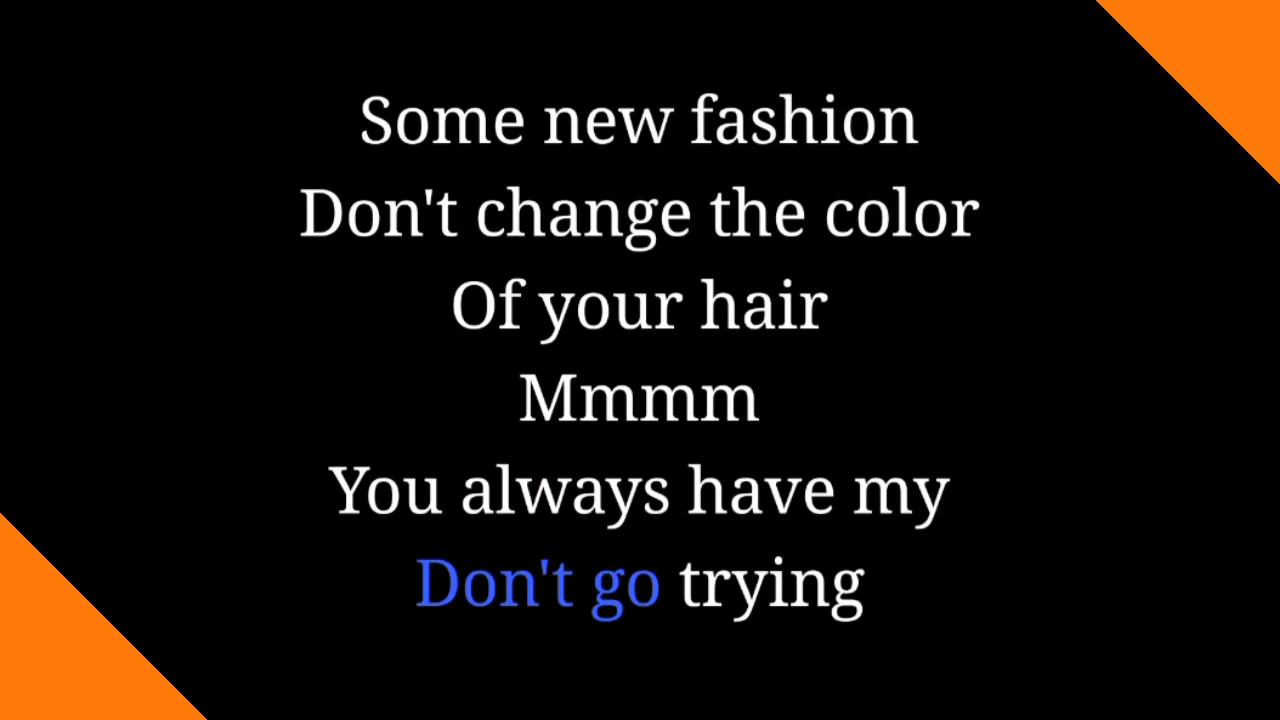 Some new fashion
Don't change the color
Of your hair
Mmmm
You always have my
Don't go trying